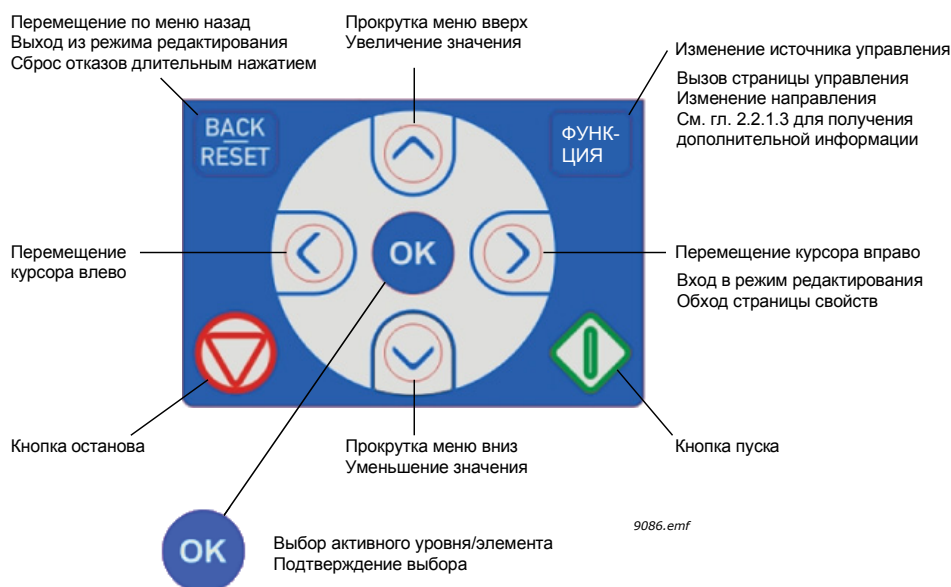 Перемещение по меню назад
Выход из режима редактирования
Сброс отказов длительным нажатием
Прокрутка меню вверх
Увеличение значения
Изменение источника управления
Вызов страницы управления
Изменение направления
См. гл. 2.2.1.3 для получения
дополнительной информации
BACK
RESET
ФУНК-
ЦИЯ
Перемещение
курсора влево
OK
Перемещение курсора вправо
Вход в режим редактирования
Обход страницы свойств
Кнопка останова
Прокрутка меню вниз
Уменьшение значения
Кнопка пуска
9086.emf
OK
Выбор активного уровня/элемента
Подтверждение выбора